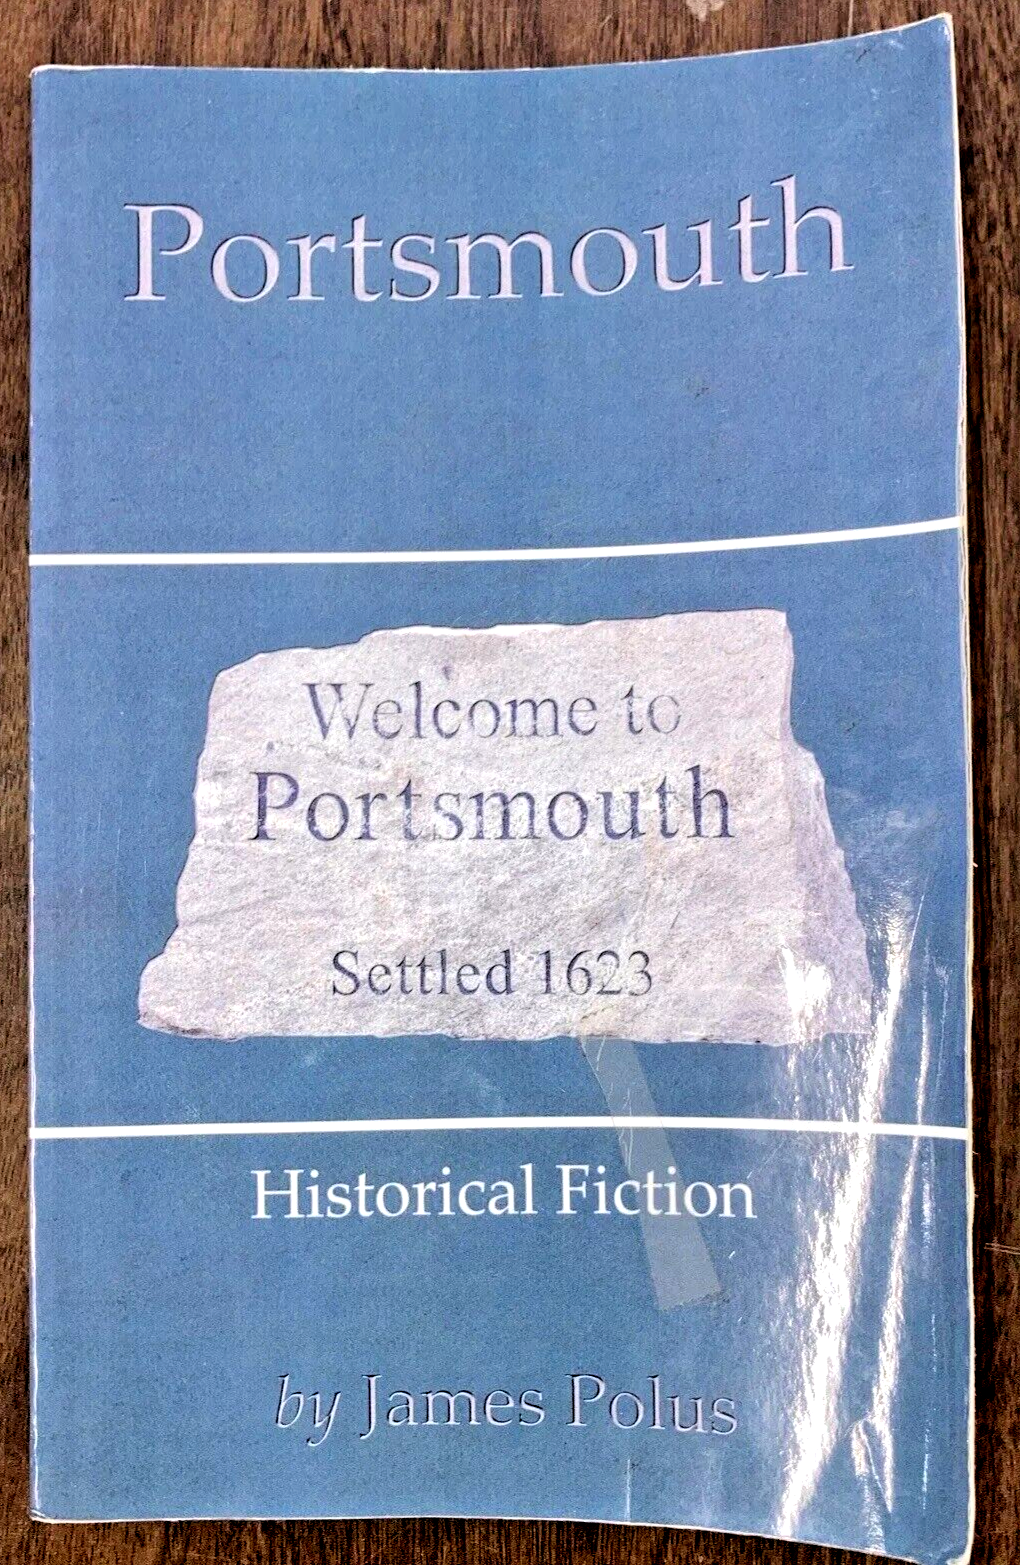 Portsmouth
Welcome to
Portsmouth
Settled 1623
Historical Fiction
by James Polus